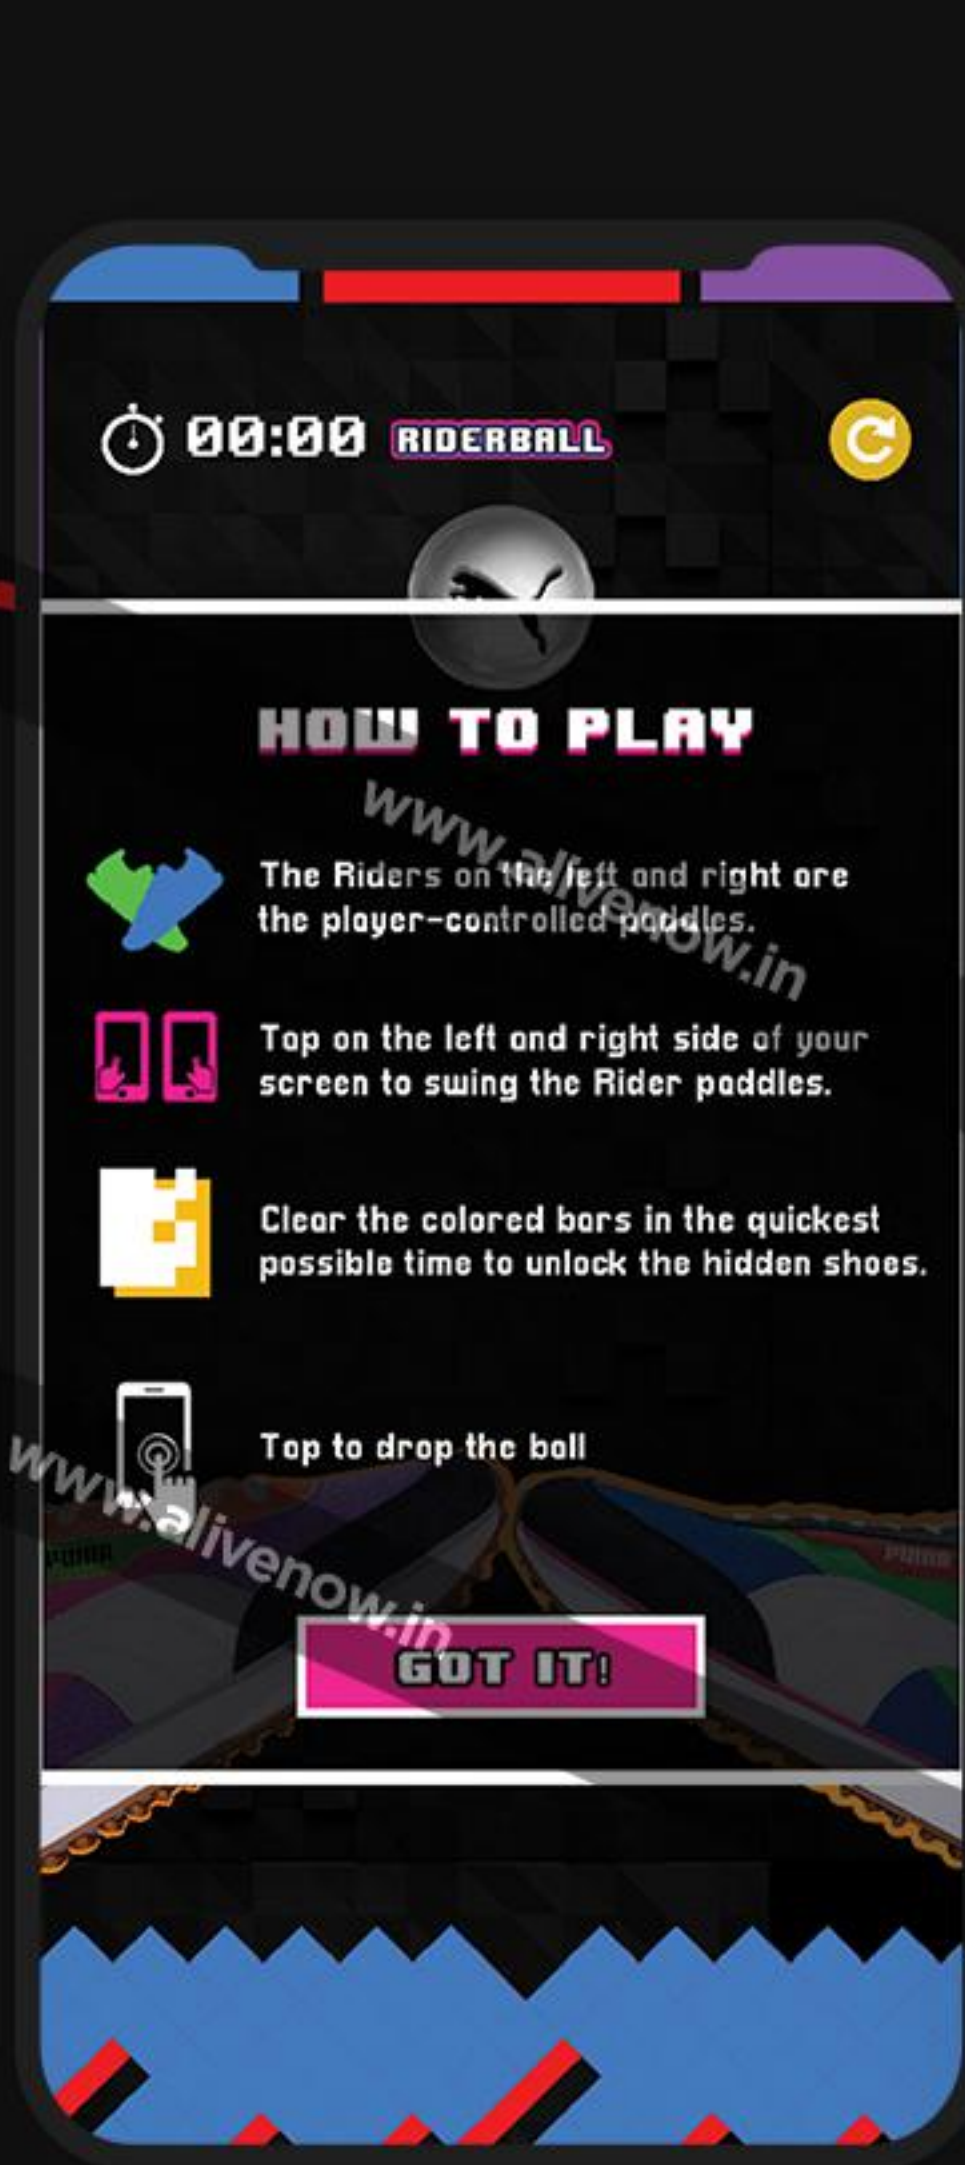 00:00 RIDERBALL
HOW TO PLAY
The Riders on the left and right are
the player-controlled paddles.
www.alivenow.in
Tap on the left and right side of your
screen to swing the Rider paddles.
Clear the colored bars in the quickest
possible time to unlock the hidden shoes.
Tap to drop the ball
www.alivenow.in
PUMA
PUMA
GOT IT!